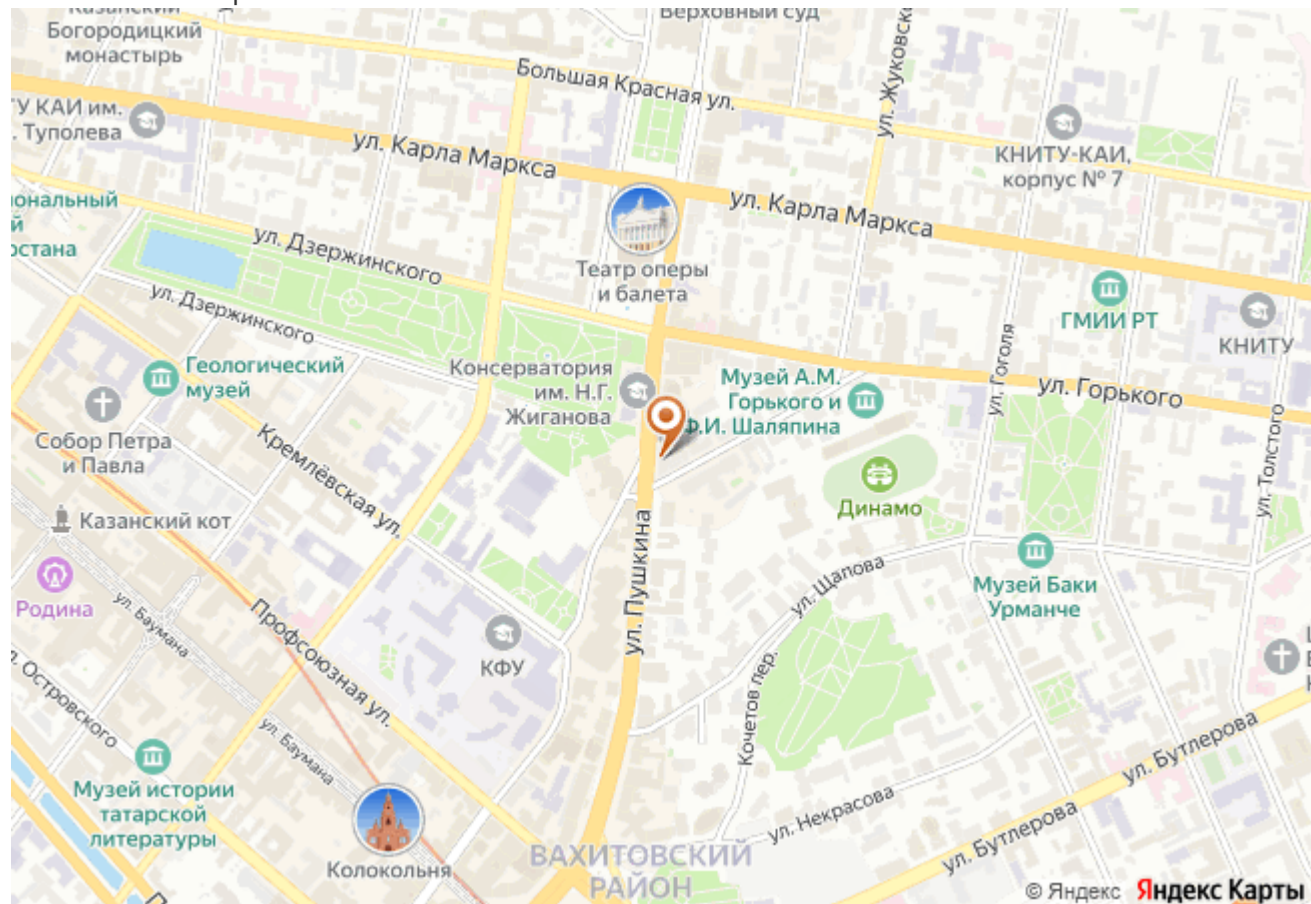 Казанский
Богородицкий
монастырь
Верховный суд
ул. Жуковско
Большая Красная ул.
ТУ КАИ им.
. Туполева
ул. Карла Маркса
КНИТУ-КАИ,
корпус № 7
иональный
й
рстана
ул. Карла Маркса
ул. Дзержинского
Театр оперы
и балета
ул. Дзержинского
ГМИИ РТ
КНИТУ
Геологический
музей
Консерватория
им. Н.Г.
Жиганова
Музей А.М.
Горького и
Ф.И. Шаляпина
ул. Гоголя
ул. Горького
Собор Петра
и Павла
Кремлёвская ул.
ул. Толстого
Казанский кот
Динамо
ул. Пушкина
Родина
ул. Баумана
Профсоюзная ул.
ул. Щапова
Музей Баки
Урманче
КФУ
. Островского
ул. Баумана
Кочетов пер.
Музей истории
татарской
литературы
ул. Бутлерова
ул. Некрасова
ул. Бутлерова
Колокольня
ВАХИТОВСКИЙ
РАЙОН
© Яндекс Яндекс Карты